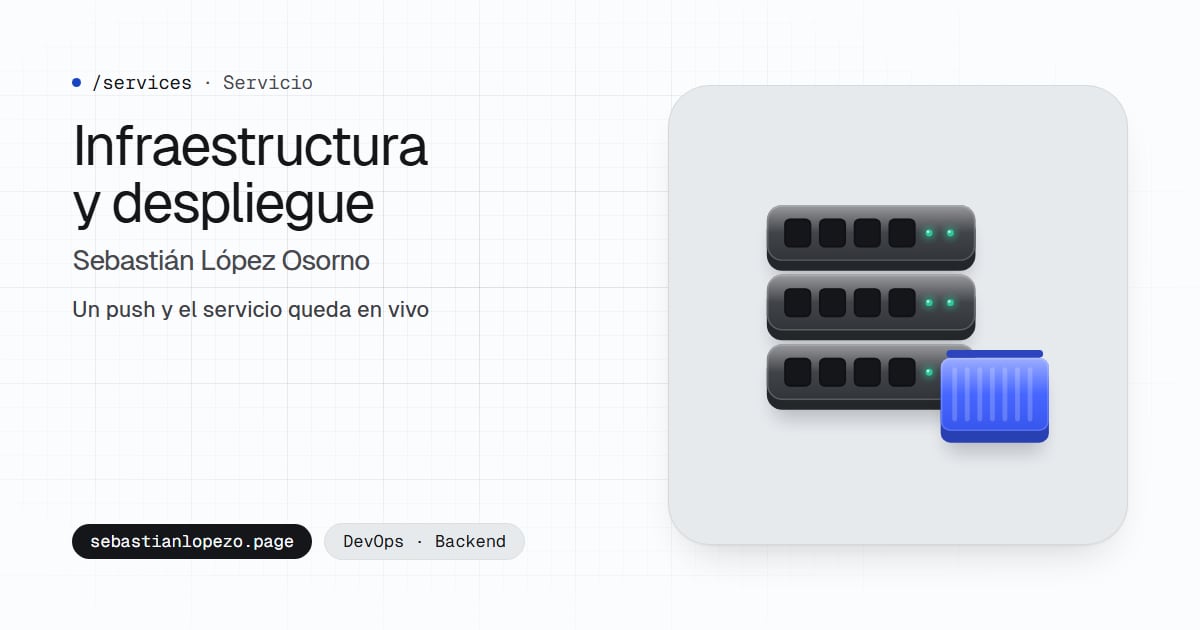 /services · Servicio
Infraestructura
y despliegue
Sebastián López Osorno
Un push y el servicio queda en vivo
sebastianlopezo.page
DevOps · Backend